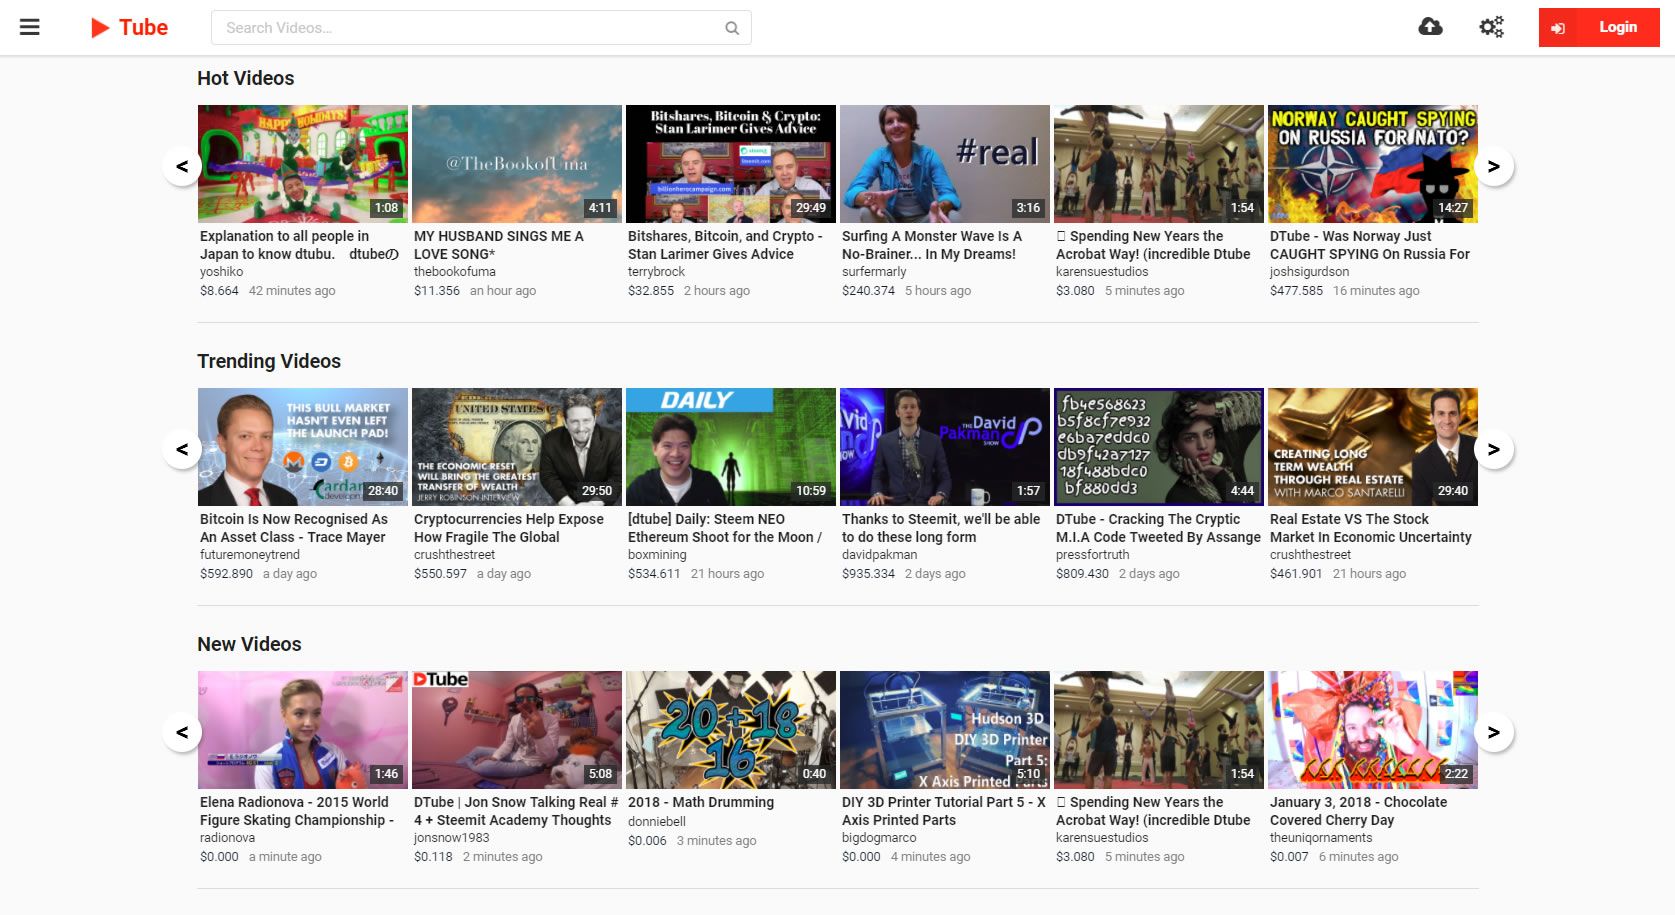 Tube
Search Videos...
Login
Hot Videos
HAPPY HOLIDAYS!
1:08
@TheBookofUma
4:11
Bitshares, Bitcoin & Crypto:
Stan Larimer Gives Advice
Steemit.com
billionherocampaign.com
29:49
#real
3:16
1:54
NORWAY CAUGHT SPYING
ON RUSSIA FOR NATO?
14:27
<
>
Explanation to all people in
Japan to know dtubu. dtubeの
yoshiko
$8.664 42 minutes ago
MY HUSBAND SINGS ME A
LOVE SONG*
thebookofuma
$11.356 an hour ago
Bitshares, Bitcoin, and Crypto -
Stan Larimer Gives Advice
terrybrock
$32.855 2 hours ago
Surfing A Monster Wave Is A
No-Brainer... In My Dreams!
surfermarly
$240.374 5 hours ago
Spending New Years the
Acrobat Way! (incredible Dtube
karensuestudios
$3.080 5 minutes ago
DTube - Was Norway Just
CAUGHT SPYING On Russia For
joshsigurdson
$477.585 16 minutes ago
Trending Videos
THIS BULL MARKET
HASN'T EVEN LEFT
THE LAUNCH PAD!
28:40
UNITED STATES
THE ECONOMIC RESET
WILL BRING THE GREATEST
TRANSFER OF WEALTH
JERRY ROBINSON INTERVIEW
29:50
DAILY
10:59
THE David
Pakman
SHOW
1:57
fb4e568623
b5f8cf7e932
e6ba7eddc0
db9f42a7127
18f488bdc0
bf880dd3
4:44
CREATING LONG
TERM WEALTH
THROUGH REAL ESTATE
WITH MARCO SANTARELLI
29:40
<
>
Bitcoin Is Now Recognised As
An Asset Class - Trace Mayer
futuremoneytrend
$592.890 a day ago
Cryptocurrencies Help Expose
How Fragile The Global
crushthestreet
$550.597 a day ago
[dtube] Daily: Steem NEO
Ethereum Shoot for the Moon /
boxmining
$534.611 21 hours ago
Thanks to Steemit, we'll be able
to do these long form
davidpakman
$935.334 2 days ago
DTube - Cracking The Cryptic
M.I.A Code Tweeted By Assange
pressfortruth
$809.430 2 days ago
Real Estate VS The Stock
Market In Economic Uncertainty
crushthestreet
$461.901 21 hours ago
New Videos
1:46
DTube
5:08
20+18
16
0:40
Hudson 3D
DIY 3D Printer
Part 5:
X Axis Printed Parts
5:10
1:54
2:22
<
>
Elena Radionova - 2015 World
Figure Skating Championship -
radionova
$0.000 a minute ago
DTube | Jon Snow Talking Real #
4 + Steemit Academy Thoughts
jonsnow1983
$0.118 2 minutes ago
2018 - Math Drumming
donniebell
$0.006 3 minutes ago
DIY 3D Printer Tutorial Part 5 - X
Axis Printed Parts
bigdogmarco
$0.000 4 minutes ago
Spending New Years the
Acrobat Way! (incredible Dtube
karensuestudios
$3.080 5 minutes ago
January 3, 2018 - Chocolate
Covered Cherry Day
theuniqornaments
$0.007 6 minutes ago